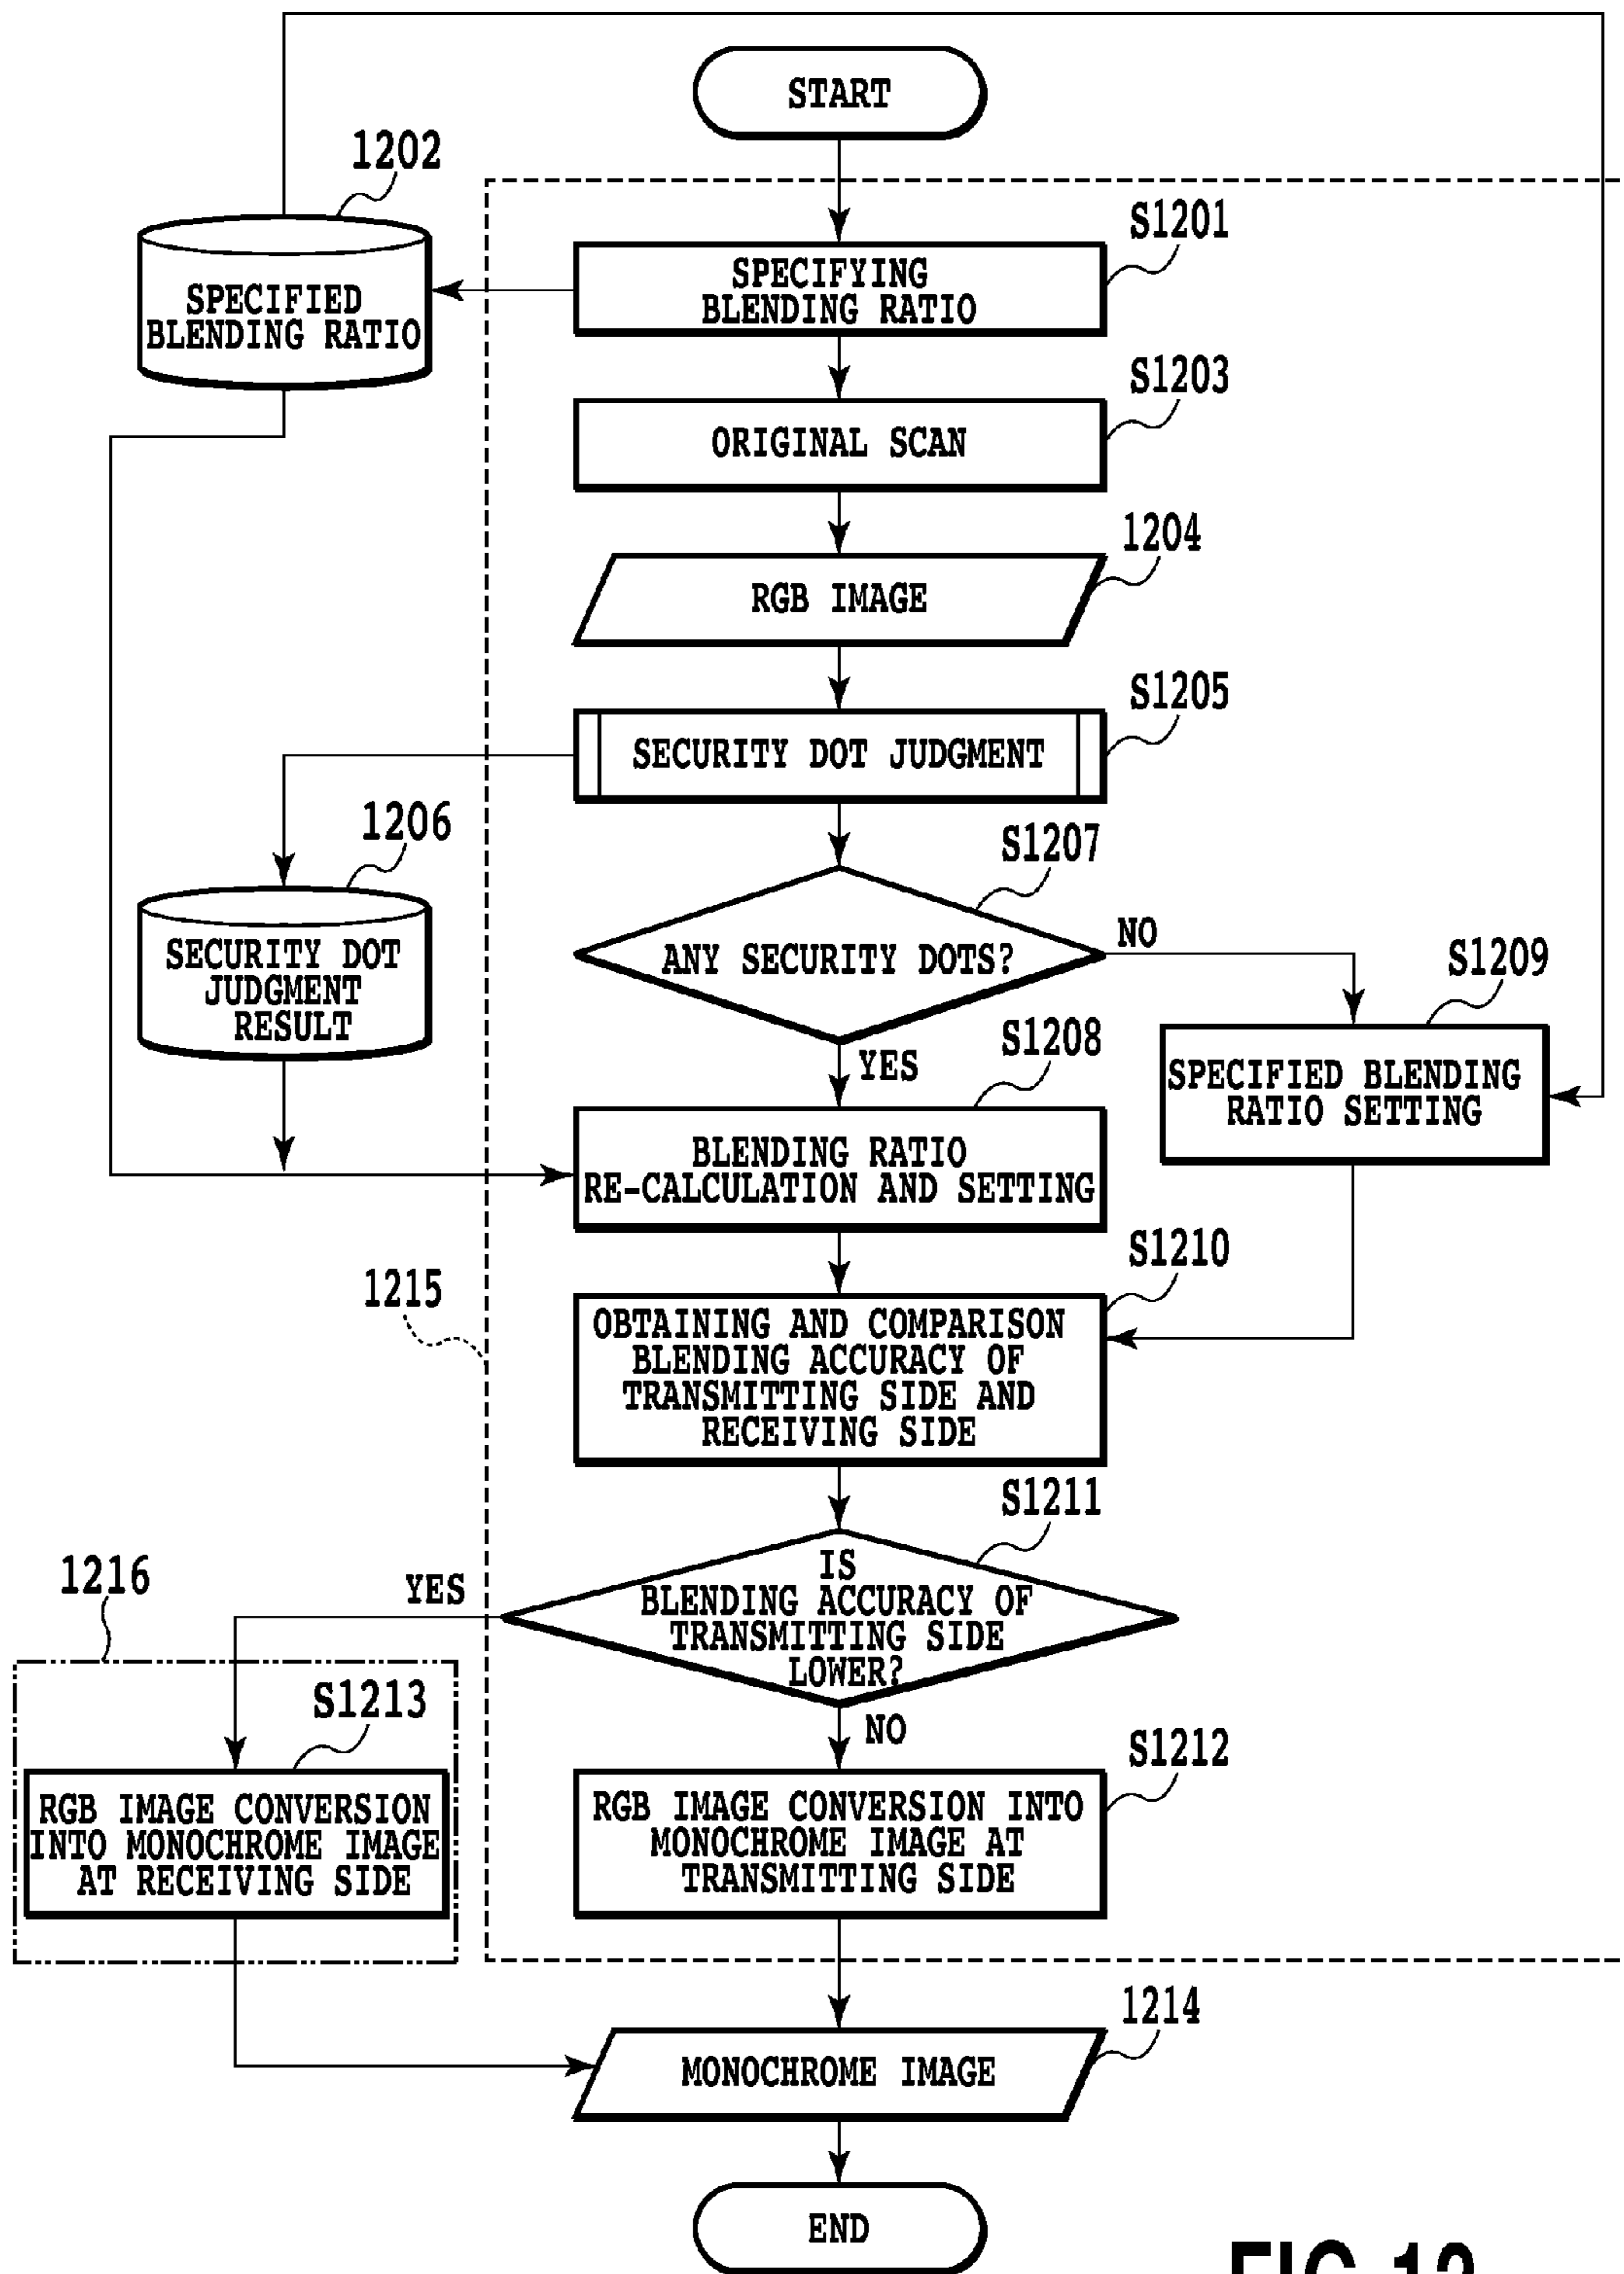 START
1202
S1201
SPECIFYING
BLENDING RATIO
SPECIFIED
BLENDING RATIO
S1203
ORIGINAL SCAN
1204
RGB IMAGE
S1205
SECURITY DOT JUDGMENT
1206
SECURITY DOT
JUDGMENT
RESULT
S1207
ANY SECURITY DOTS?
NO
YES
S1209
SPECIFIED BLENDING
RATIO SETTING
S1208
BLENDING RATIO
RE-CALCULATION AND SETTING
1215
S1210
OBTAINING AND COMPARISON
BLENDING ACCURACY OF
TRANSMITTING SIDE AND
RECEIVING SIDE
S1211
IS
BLENDING ACCURACY OF
TRANSMITTING SIDE
LOWER?
YES
NO
1216
S1213
RGB IMAGE CONVERSION
INTO MONOCHROME IMAGE
AT RECEIVING SIDE
S1212
RGB IMAGE CONVERSION INTO
MONOCHROME IMAGE AT
TRANSMITTING SIDE
1214
MONOCHROME IMAGE
END